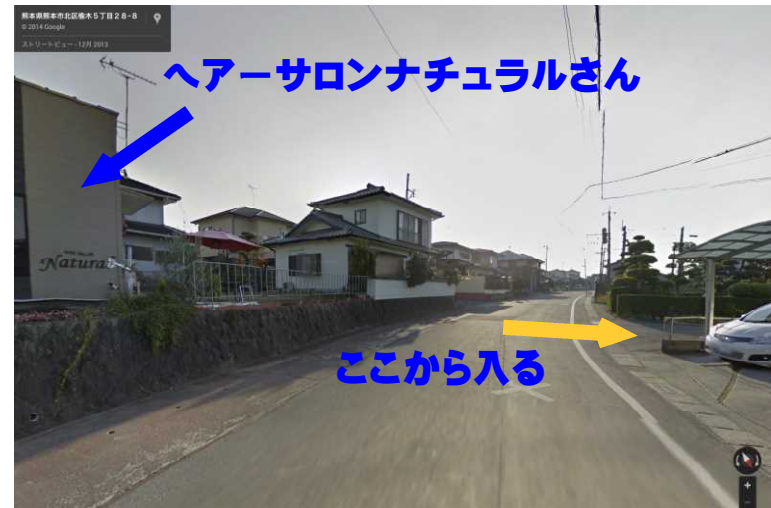 熊本県熊本市北区楡木５丁目２８−８
© 2014 Google
ストリートビュー - 12月 2013
ヘアーサロンナチュラルさん
Natural
ここから入る